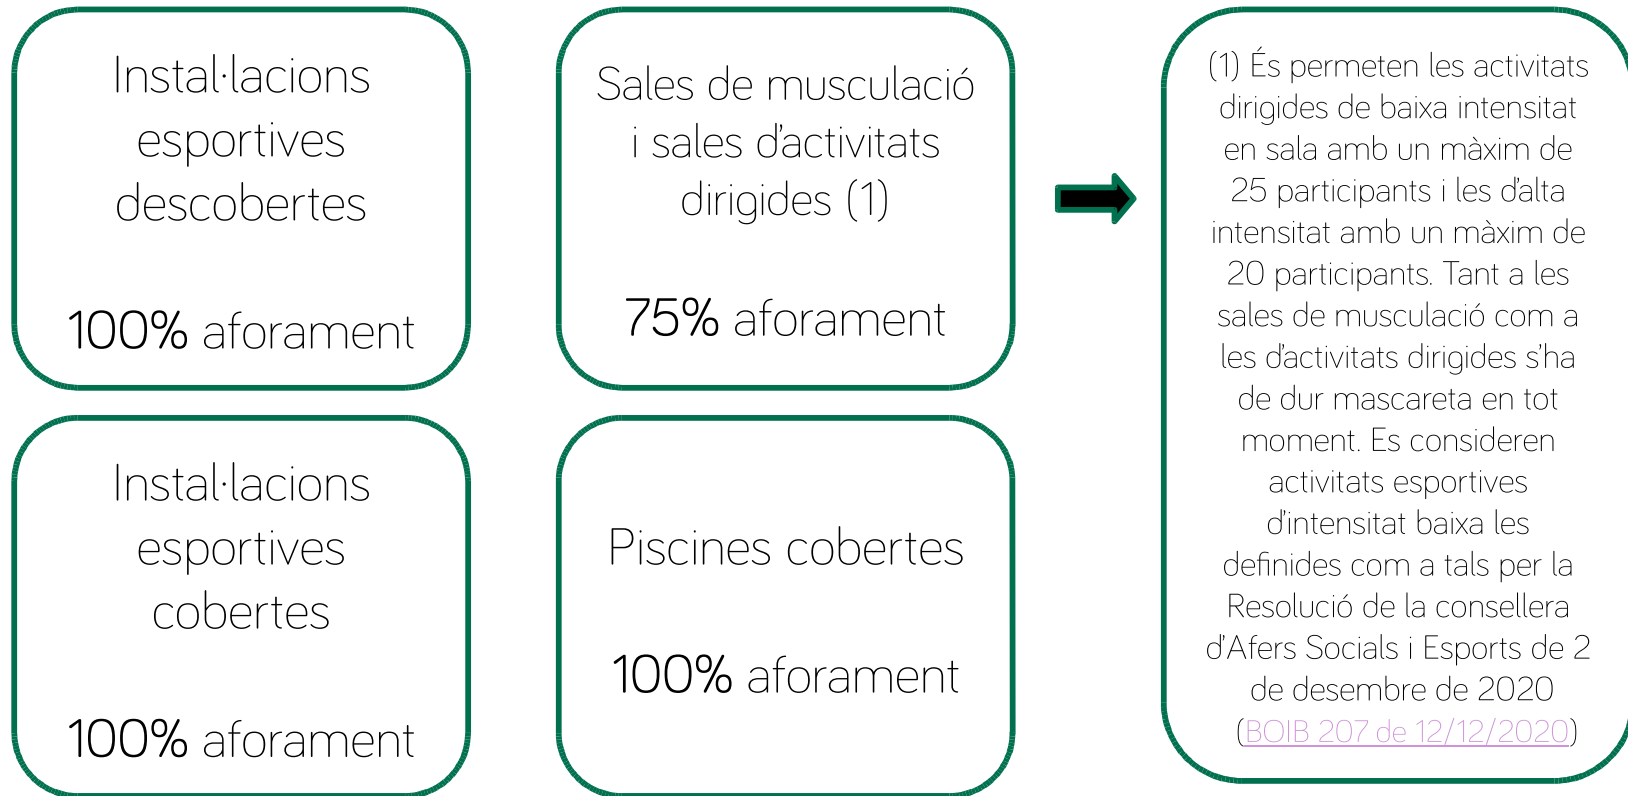 Instal·lacions
esportives
descobertes
100% aforament
Sales de musculació
i sales d'activitats
dirigides (1)
75% aforament
(1) És permeten les activitats
dirigides de baixa intensitat
en sala amb un màxim de
25 participants i les d'alta
intensitat amb un màxim de
20 participants. Tant a les
sales de musculació com a
les d'activitats dirigides s'ha
de dur mascareta en tot
moment. Es consideren
activitats esportives
d'intensitat baixa les
definides com a tals per la
Resolució de la consellera
d'Afers Socials i Esports de 2
de desembre de 2020
(BOIB 207 de 12/12/2020)
Instal·lacions
esportives
cobertes
100% aforament
Piscines cobertes
100% aforament